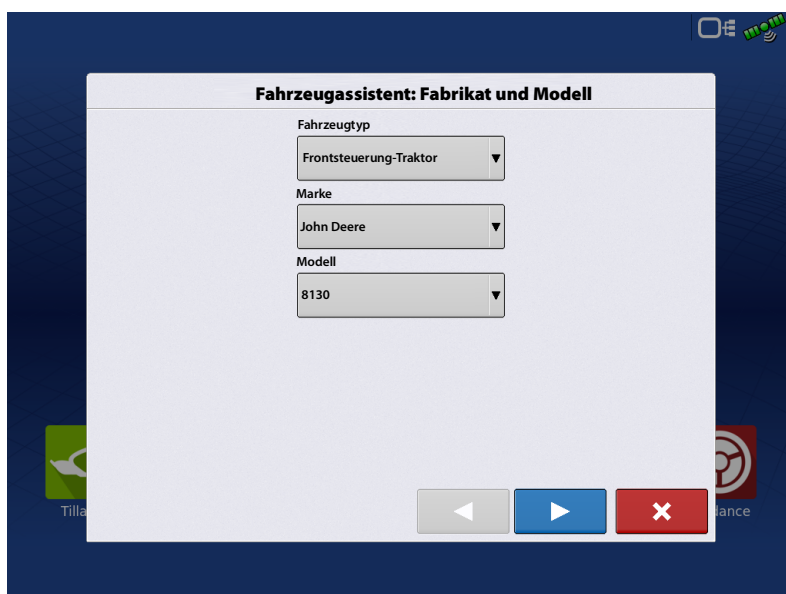 Fahrzeugassistent: Fabrikat und Modell
Fahrzeugtyp
Frontsteuerung-Traktor
Marke
John Deere
Modell
8130
Tilla
dance